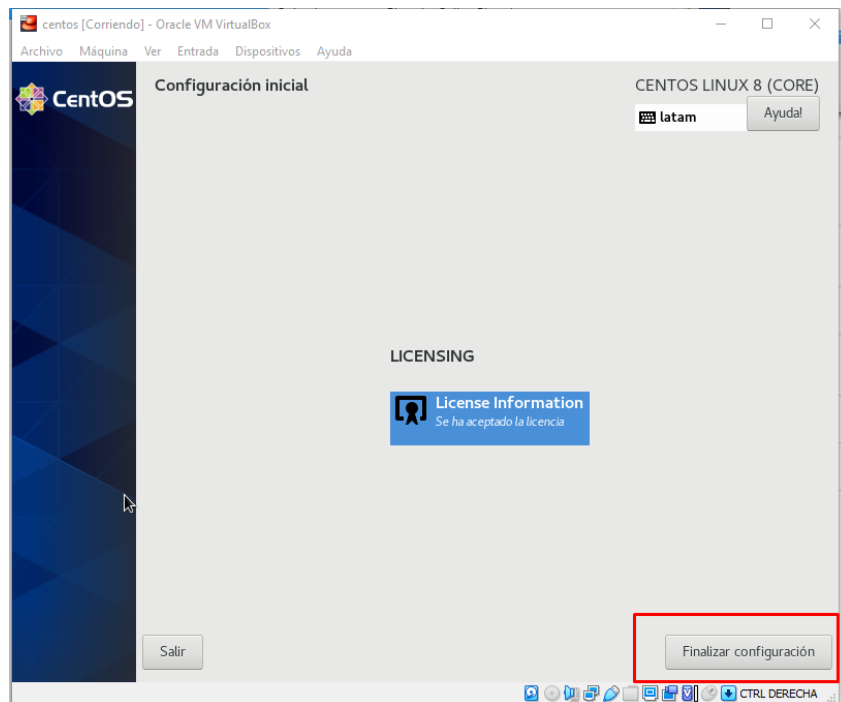 centos [Corriendo] - Oracle VM VirtualBox
Archivo Máquina Ver Entrada Dispositivos Ayuda
CentOS
Configuración inicial
CENTOS LINUX 8 (CORE)
latam
Ayuda!
LICENSING
License Information
Se ha aceptado la licencia
Salir
Finalizar configuración
CTRL DERECHA